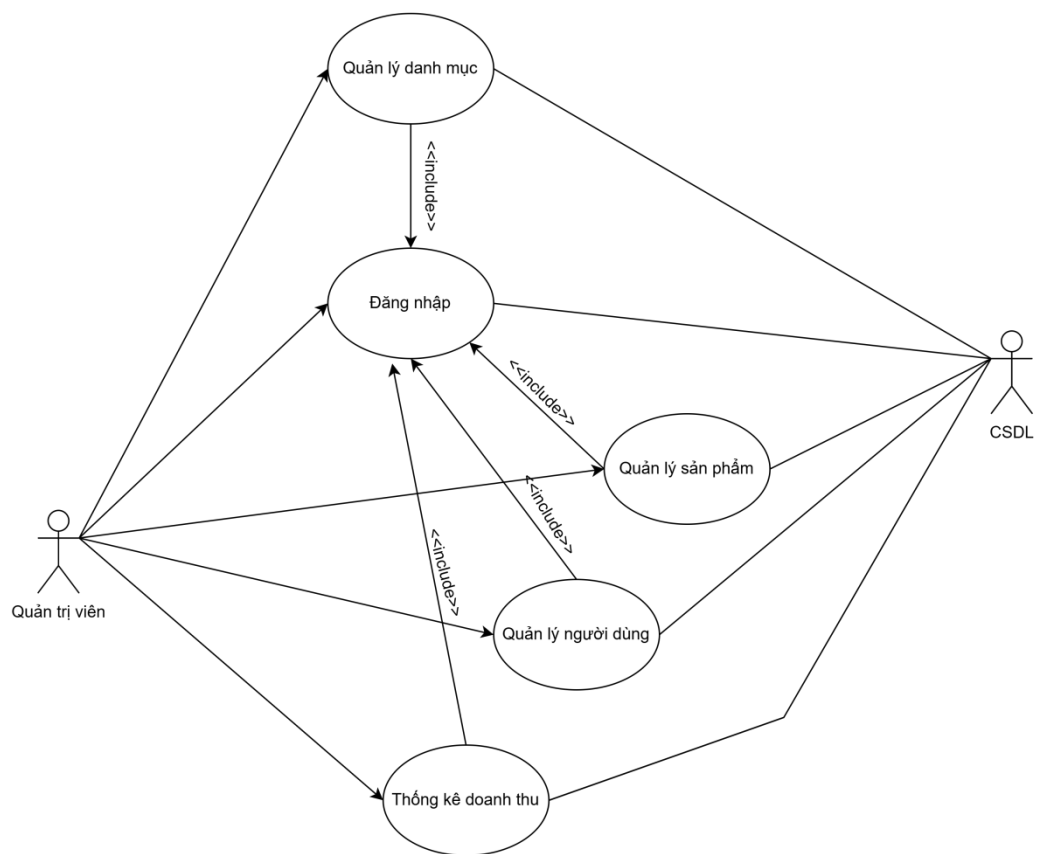 Quản lý danh mục
<<include>>
Đăng nhập
<<include>>
CSDL
Quản lý sản phẩm
<<include>>
<<include>>
Quản trị viên
Quản lý người dùng
Thống kê doanh thu